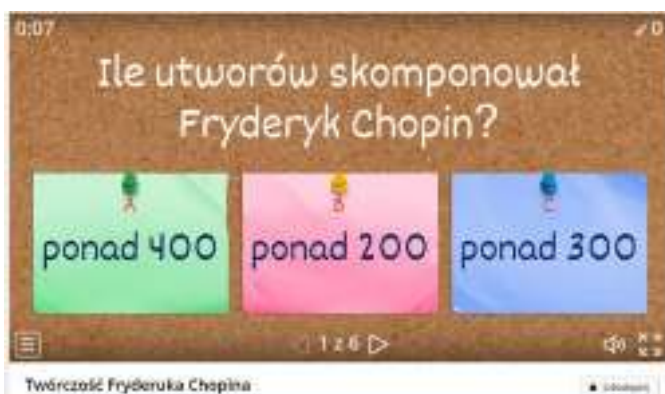 0:07
✓ 0
Ile utworów skomponował
Fryderyk Chopin?
A
B
C
ponad 400
ponad 200
ponad 300
1 z 6
Twórczość Fryderyka Chopina